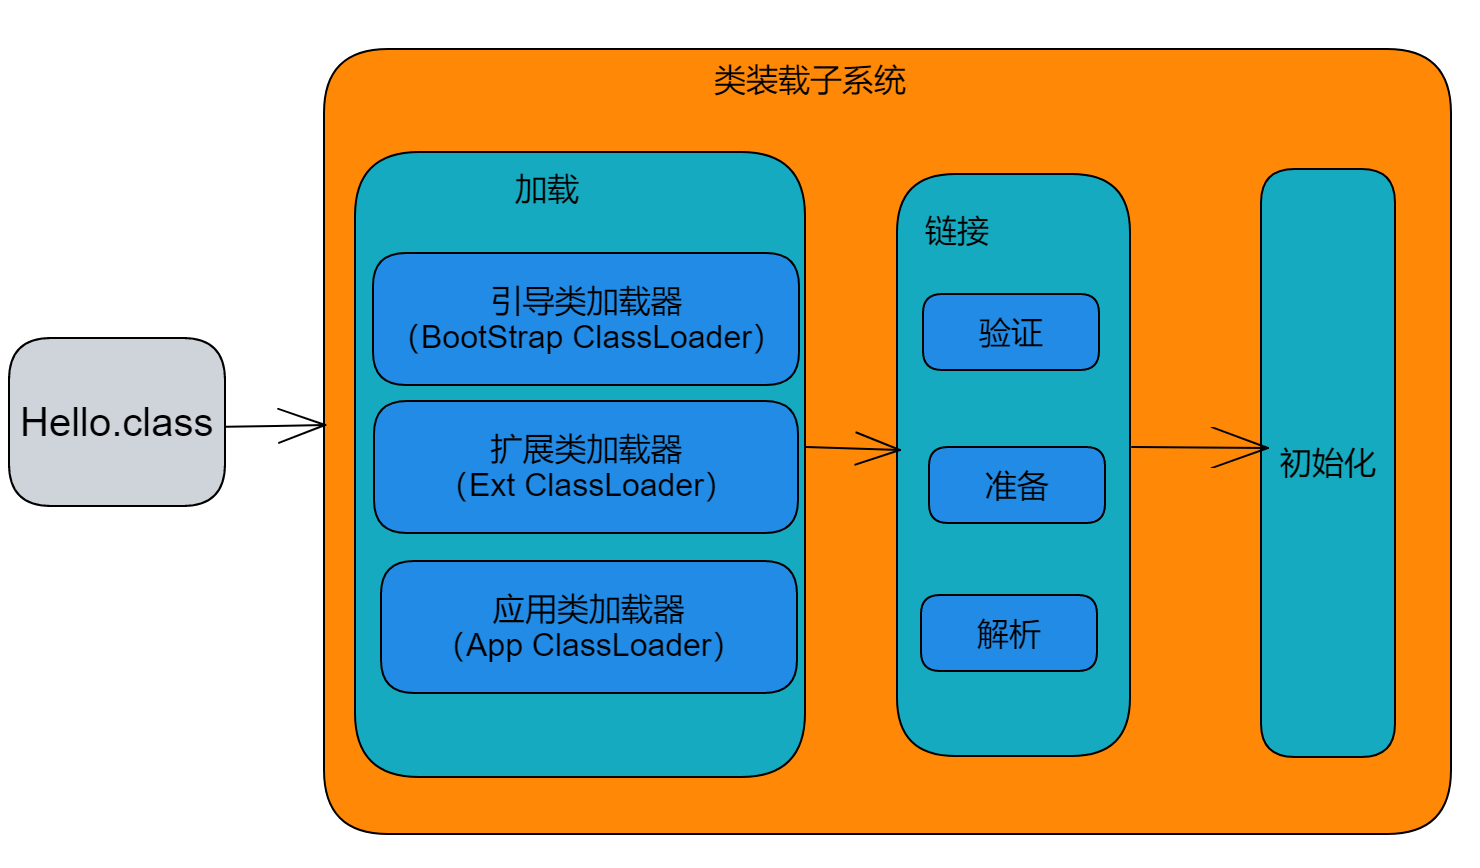 类装载子系统
加载
引导类加载器
（BootStrap ClassLoader）
扩展类加载器
（Ext ClassLoader）
应用类加载器
（App ClassLoader）
链接
验证
准备
解析
初始化
Hello.class